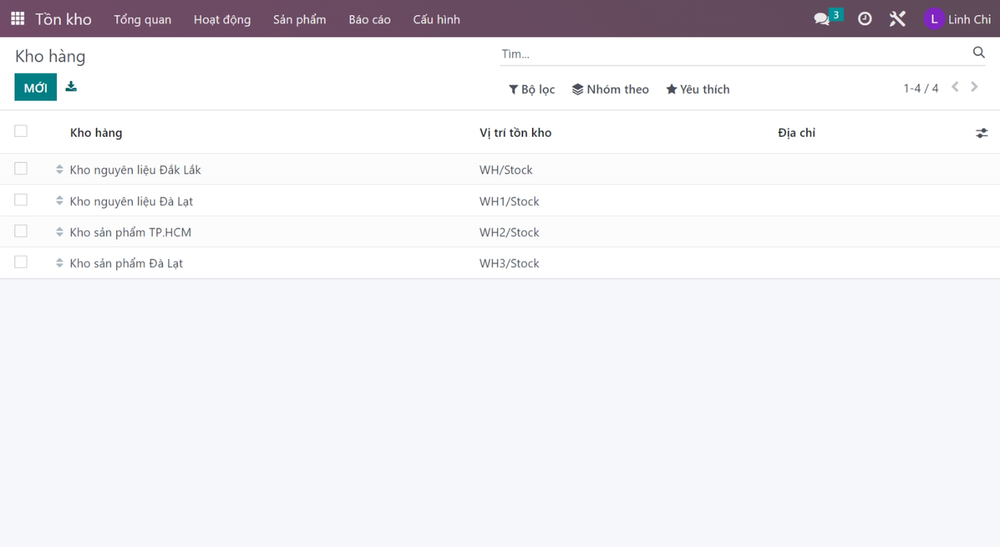 Tồn kho Tổng quan Hoạt động Sản phẩm Báo cáo Cấu hình 3 L Linh Chi
Kho hàng Tìm...
MỚI Bộ lọc Nhóm theo Yêu thích 1-4 / 4
Kho hàng Vị trí tồn kho Địa chỉ
Kho nguyên liệu Đắk Lắk WH/Stock
Kho nguyên liệu Đà Lạt WH1/Stock
Kho sản phẩm TP.HCM WH2/Stock
Kho sản phẩm Đà Lạt WH3/Stock